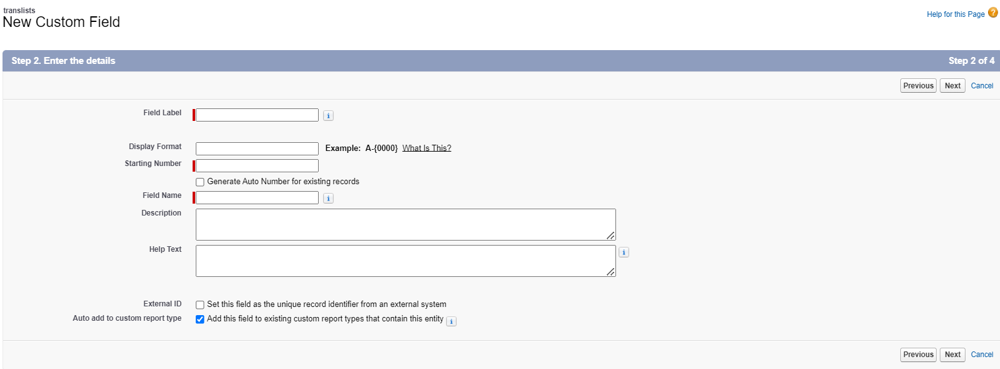 translists
New Custom Field
Help for this Page ?
Step 2. Enter the details
Step 2 of 4
Previous Next Cancel
Field Label i
Display Format Example: A-{0000} What Is This?
Starting Number
Generate Auto Number for existing records
Field Name i
Description
Help Text i
External ID Set this field as the unique record identifier from an external system
Auto add to custom report type Add this field to existing custom report types that contain this entity i
Previous Next Cancel